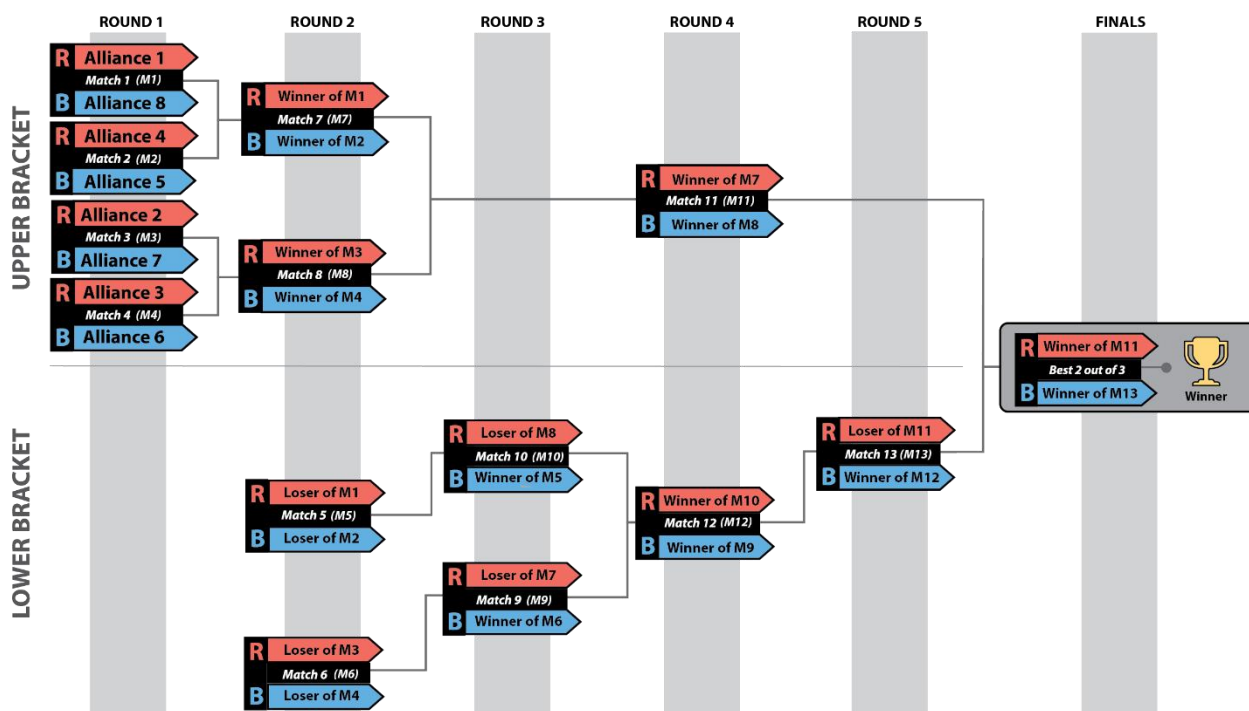 ROUND 1
ROUND 2
ROUND 3
ROUND 4
ROUND 5
FINALS
UPPER BRACKET
R Alliance 1
Match 1 (M1)
B Alliance 8
R Alliance 4
Match 2 (M2)
B Alliance 5
R Alliance 2
Match 3 (M3)
B Alliance 7
R Alliance 3
Match 4 (M4)
B Alliance 6
R Winner of M1
Match 7 (M7)
B Winner of M2
R Winner of M3
Match 8 (M8)
B Winner of M4
R Winner of M7
Match 11 (M11)
B Winner of M8
R Winner of M11
Best 2 out of 3
B Winner of M13
Winner
LOWER BRACKET
R Loser of M1
Match 5 (M5)
B Loser of M2
R Loser of M3
Match 6 (M6)
B Loser of M4
R Loser of M8
Match 10 (M10)
B Winner of M5
R Loser of M7
Match 9 (M9)
B Winner of M6
R Winner of M10
Match 12 (M12)
B Winner of M9
R Loser of M11
Match 13 (M13)
B Winner of M12